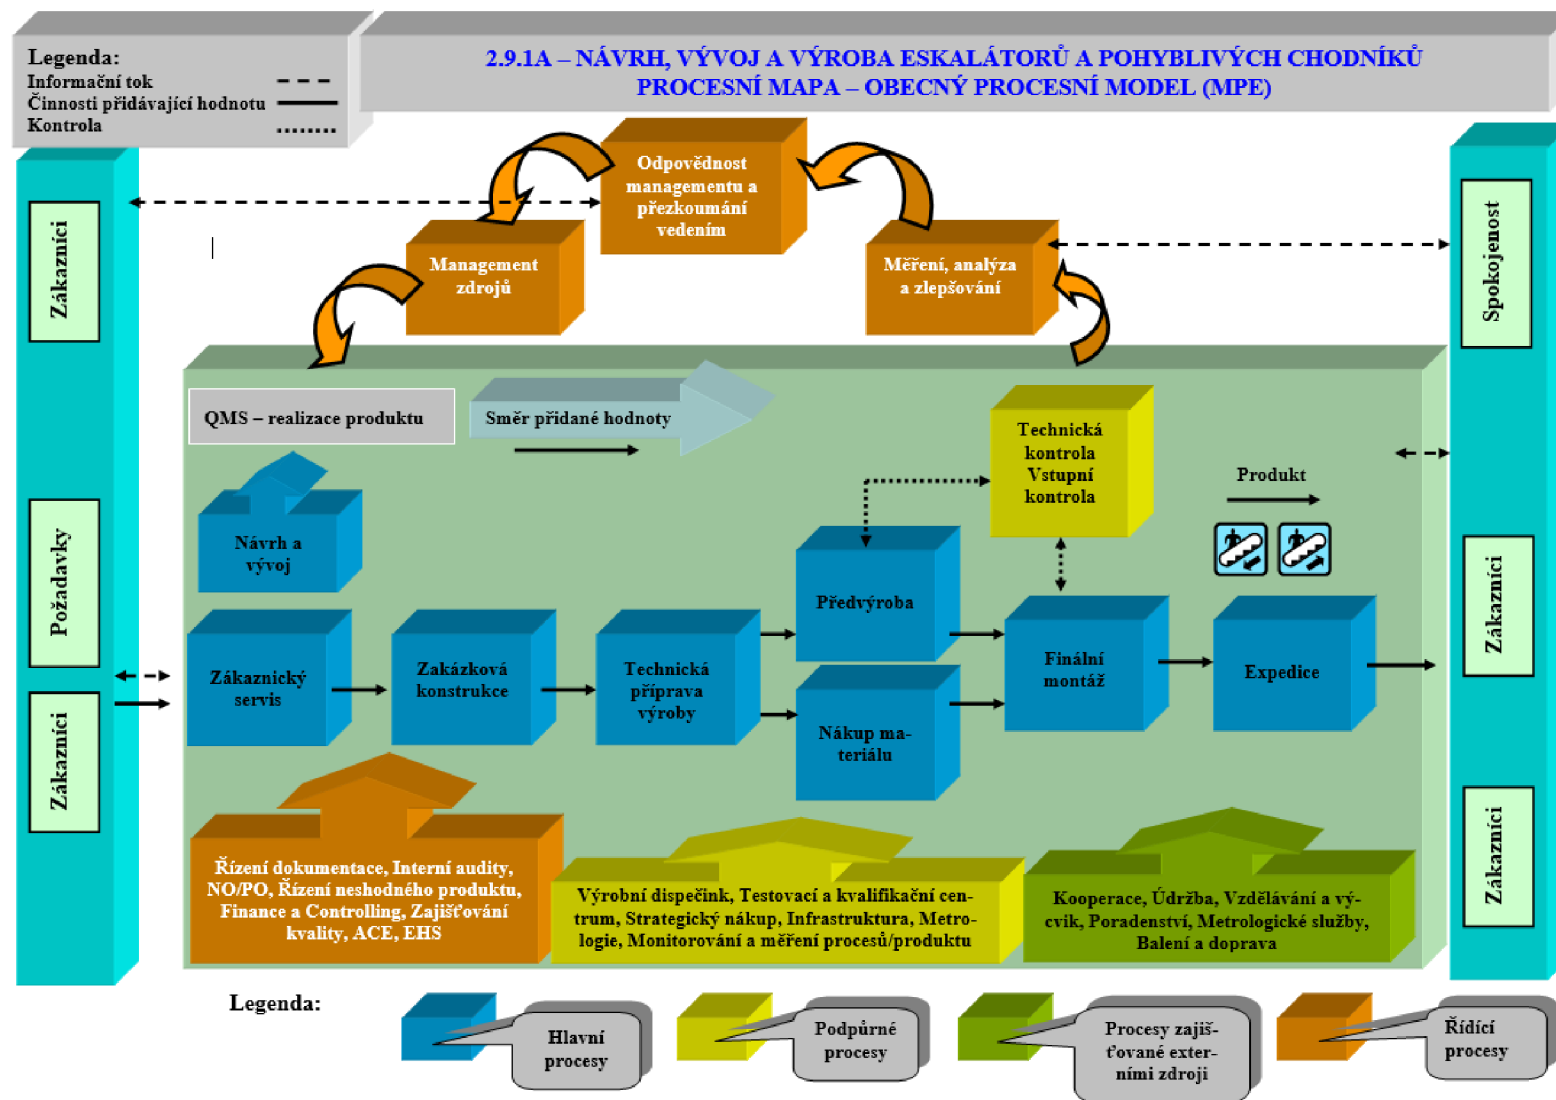 Legenda:
Informační tok
Činnosti přidávající hodnotu
Kontrola
2.9.1A – NÁVRH, VÝVOJ A VÝROBA ESKALÁTORŮ A POHYBLIVÝCH CHODNÍKŮ
PROCESNÍ MAPA – OBECNÝ PROCESNÍ MODEL (MPE)
Zákazníci
Požadavky
Zákazníci
Odpovědnost
managementu a
přezkoumání
vedením
Management
zdrojů
Měření, analýza
a zlepšování
Spokojenost
Zákazníci
Zákazníci
QMS – realizace produktu
Směr přidané hodnoty
Technická
kontrola
Vstupní
kontrola
Produkt
Návrh a
vývoj
Předvýroba
Zákaznický
servis
Zakázková
konstrukce
Technická
příprava
výroby
Nákup ma-
teriálu
Finální
montáž
Expedice
Řízení dokumentace, Interní audity,
NO/PO, Řízení neshodného produktu,
Finance a Controlling, Zajišťování
kvality, ACE, EHS
Výrobní dispečink, Testovací a kvalifikační cen-
trum, Strategický nákup, Infrastruktura, Metro-
logie, Monitorování a měření procesů/produktu
Kooperace, Údržba, Vzdělávání a vý-
cvik, Poradenství, Metrologické služby,
Balení a doprava
Legenda:
Hlavní
procesy
Podpůrné
procesy
Procesy zajiš-
ťované exter-
ními zdroji
Řídící
procesy